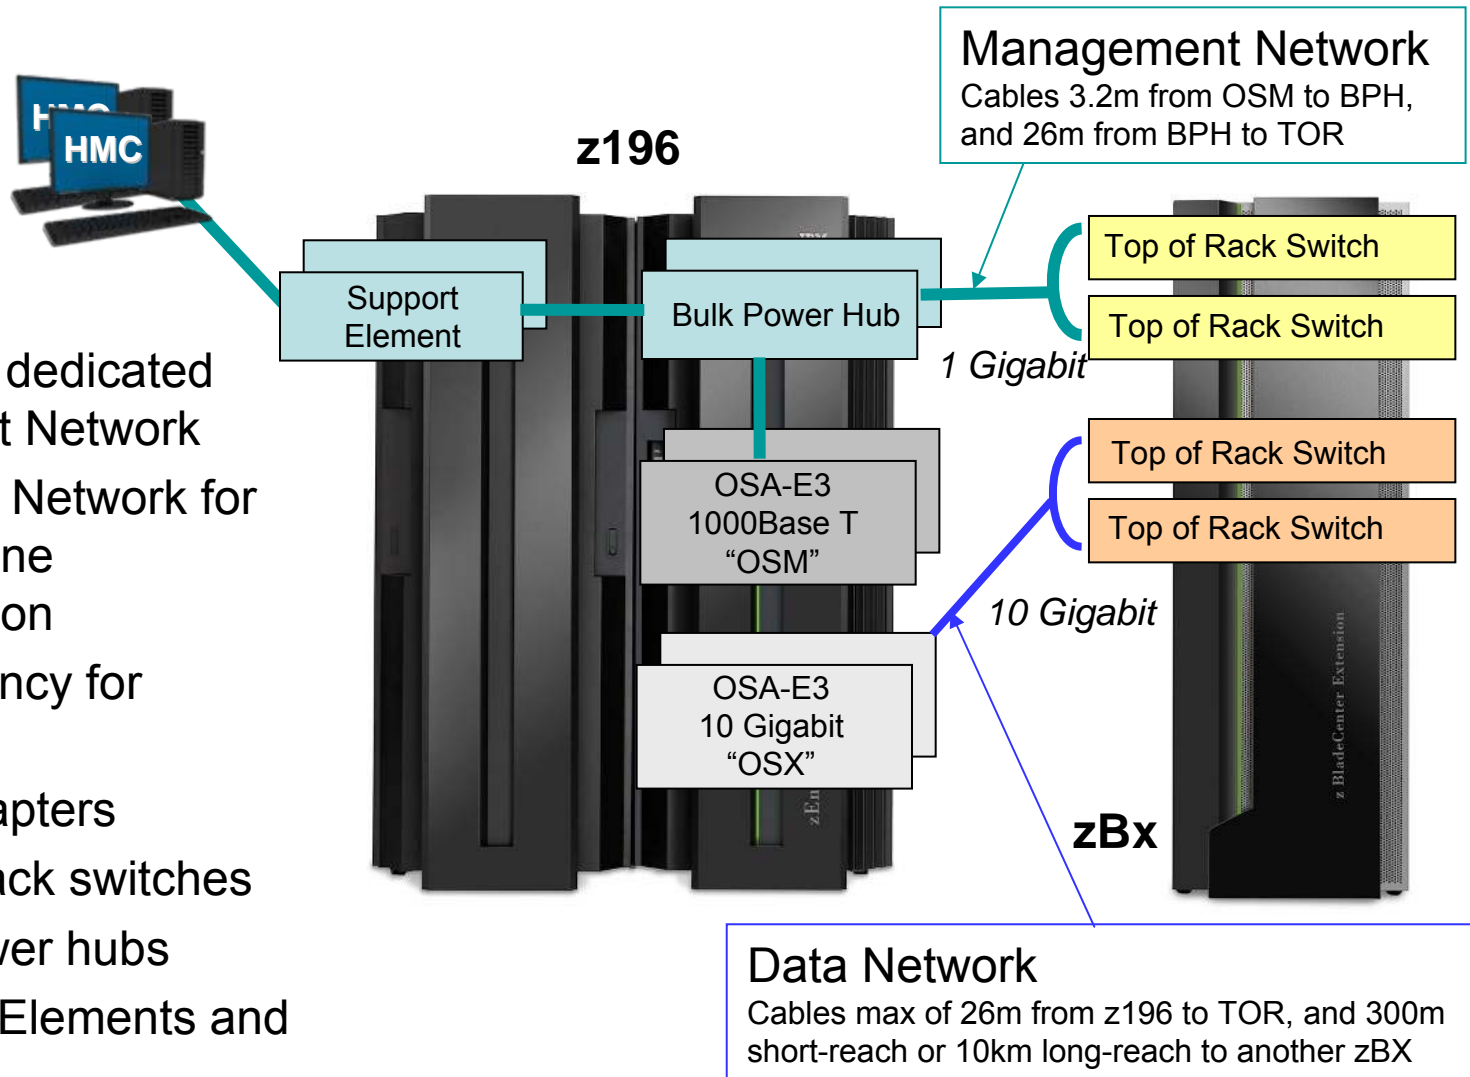 Management Network
Cables 3.2m from OSM to BPH,
and 26m from BPH to TOR
HMC
HMC
z196
Support
Element
Bulk Power Hub
Top of Rack Switch
Top of Rack Switch
1 Gigabit
dedicated
t Network
Network for
ne
on
ncy for
apters
ack switches
wer hubs
Elements and
OSA-E3
1000Base T
“OSM”
Top of Rack Switch
Top of Rack Switch
10 Gigabit
OSA-E3
10 Gigabit
“OSX”
zEn
z BladeCenter Extension
zBx
Data Network
Cables max of 26m from z196 to TOR, and 300m
short-reach or 10km long-reach to another zBX